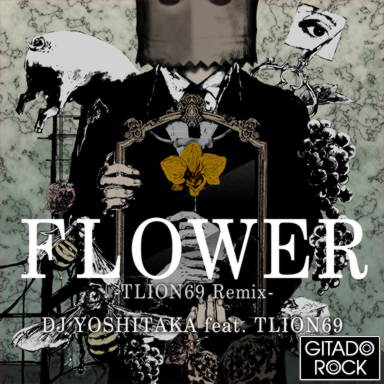 FLOWER
-TLION69 Remix-
DJ YOSHITAKA feat. TLION69
GITADO
ROCK